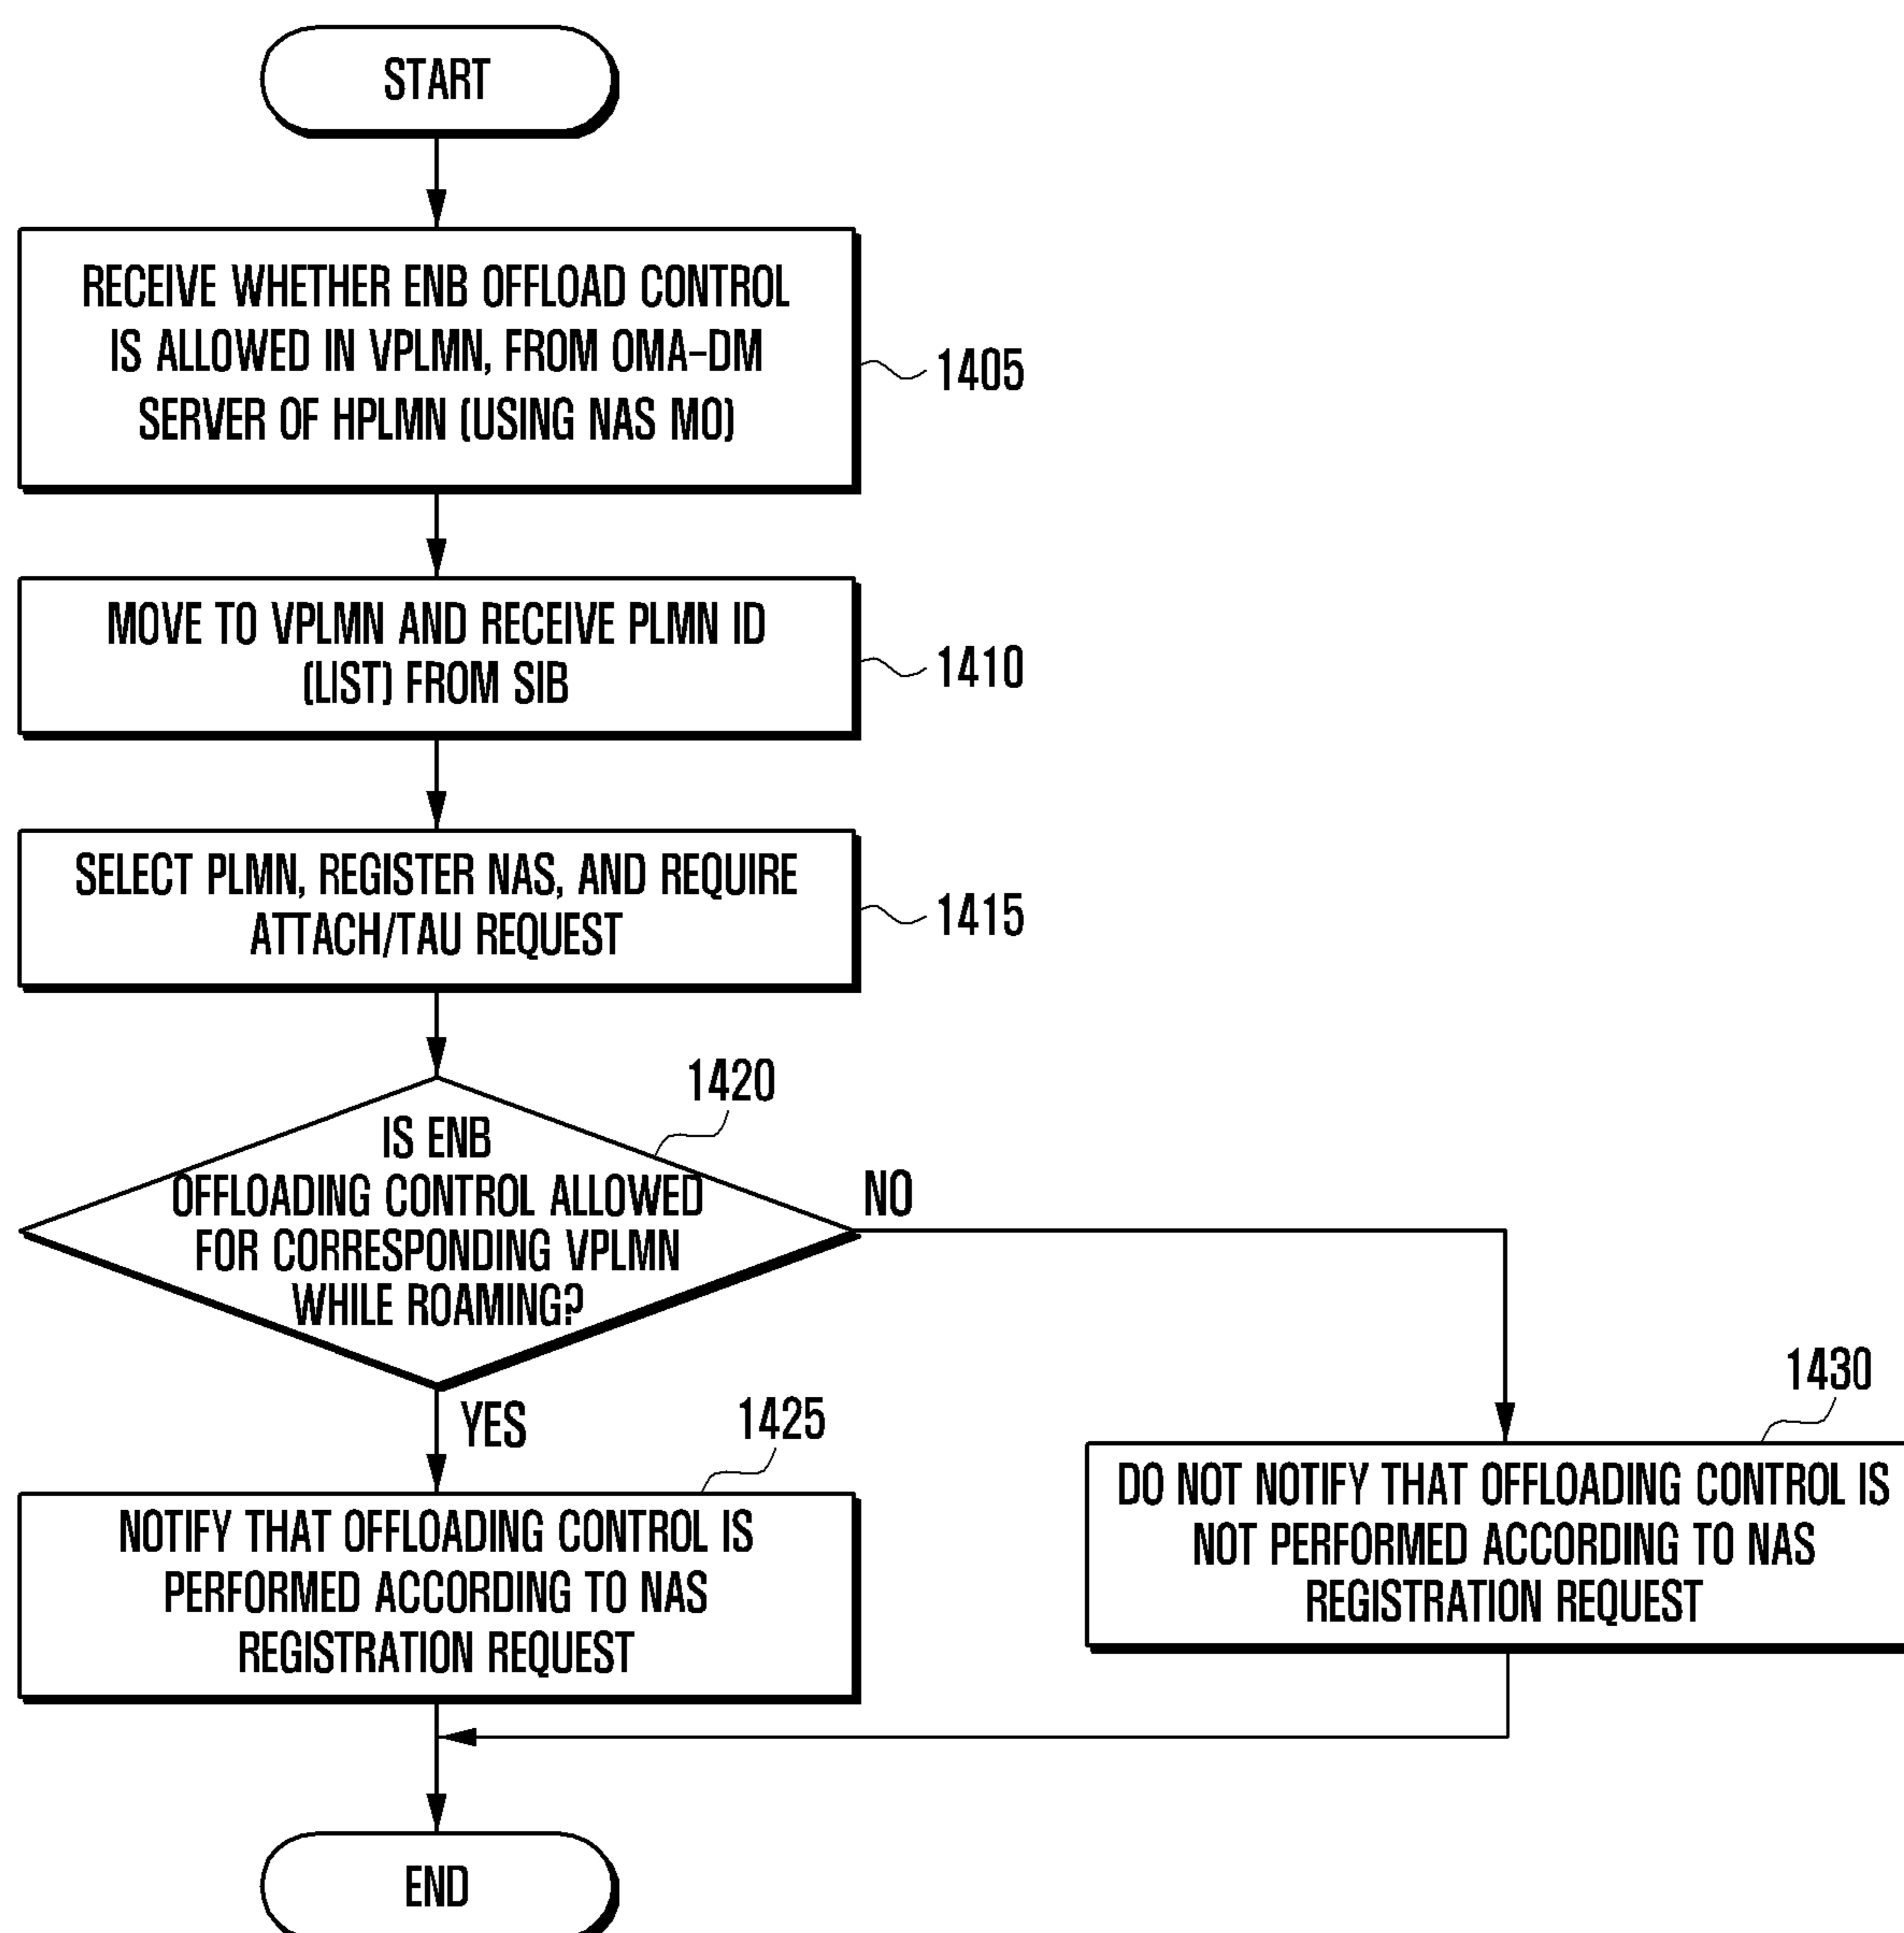 START
RECEIVE WHETHER ENB OFFLOAD CONTROL
IS ALLOWED IN VPLMN, FROM OMA-DM
SERVER OF HPLMN (USING NAS MO)
1405
MOVE TO VPLMN AND RECEIVE PLMN ID
(LIST) FROM SIB
1410
SELECT PLMN, REGISTER NAS, AND REQUIRE
ATTACH/TAU REQUEST
1415
1420
IS ENB
OFFLOADING CONTROL ALLOWED
FOR CORRESPONDING VPLMN
WHILE ROAMING?
NO
YES
1425
NOTIFY THAT OFFLOADING CONTROL IS
PERFORMED ACCORDING TO NAS
REGISTRATION REQUEST
1430
DO NOT NOTIFY THAT OFFLOADING CONTROL IS
NOT PERFORMED ACCORDING TO NAS
REGISTRATION REQUEST
END